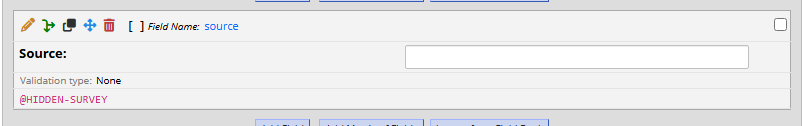 [ ] Field Name: source
Source:
Validation type: None
@HIDDEN-SURVEY